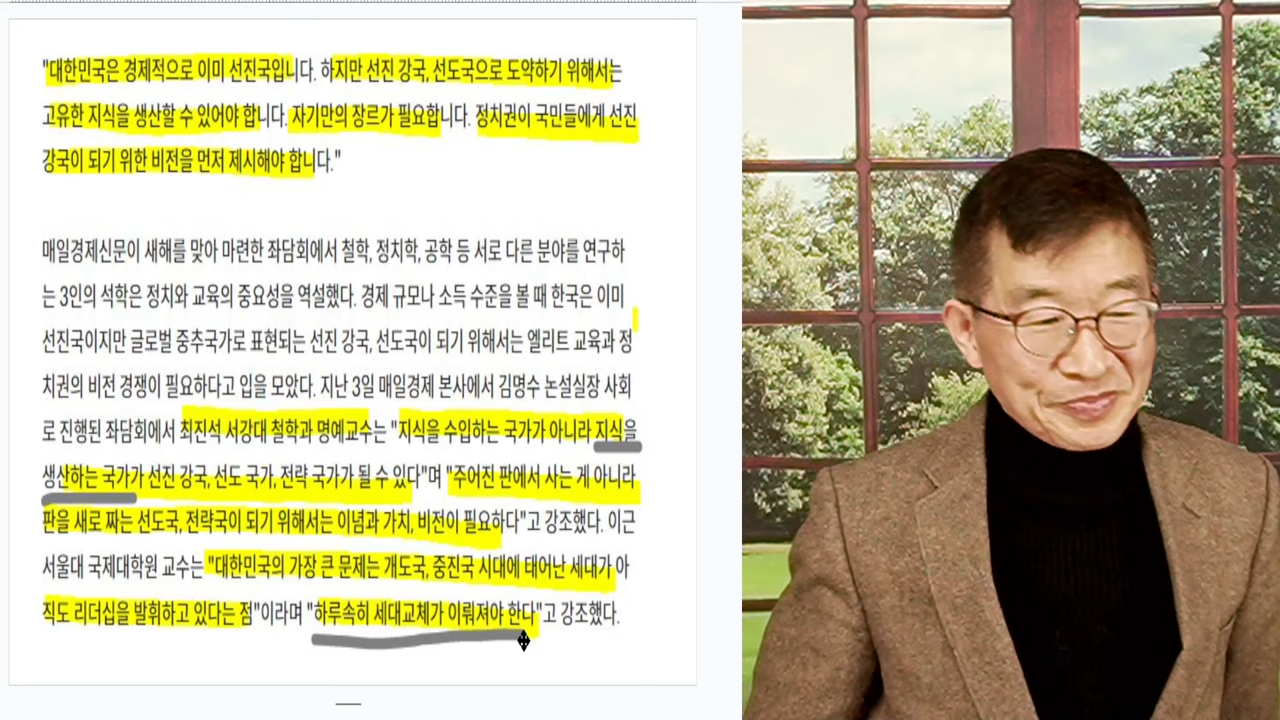 "대한민국은 경제적으로 이미 선진국입니다. 하지만 선진 강국, 선도국으로 도약하기 위해서는
고유한 지식을 생산할 수 있어야 합니다. 자기만의 장르가 필요합니다. 정치권이 국민들에게 선진
강국이 되기 위한 비전을 먼저 제시해야 합니다."
매일경제신문이 새해를 맞아 마련한 좌담회에서 철학, 정치학, 공학 등 서로 다른 분야를 연구하
는 3인의 석학은 정치와 교육의 중요성을 역설했다. 경제 규모나 소득 수준을 볼 때 한국은 이미
선진국이지만 글로벌 중추국가로 표현되는 선진 강국, 선도국이 되기 위해서는 엘리트 교육과 정
치권의 비전 경쟁이 필요하다고 입을 모았다. 지난 3일 매일경제 본사에서 김명수 논설실장 사회
로 진행된 좌담회에서 최진석 서강대 철학과 명예교수는 "지식을 수입하는 국가가 아니라 지식을
생산하는 국가가 선진 강국, 선도 국가, 전략 국가가 될 수 있다"며 "주어진 판에서 사는 게 아니라
판을 새로 짜는 선도국, 전략국이 되기 위해서는 이념과 가치, 비전이 필요하다"고 강조했다. 이근
서울대 국제대학원 교수는 "대한민국의 가장 큰 문제는 개도국, 중진국 시대에 태어난 세대가 아
직도 리더십을 발휘하고 있다는 점"이라며 "하루속히 세대교체가 이뤄져야 한다"고 강조했다.